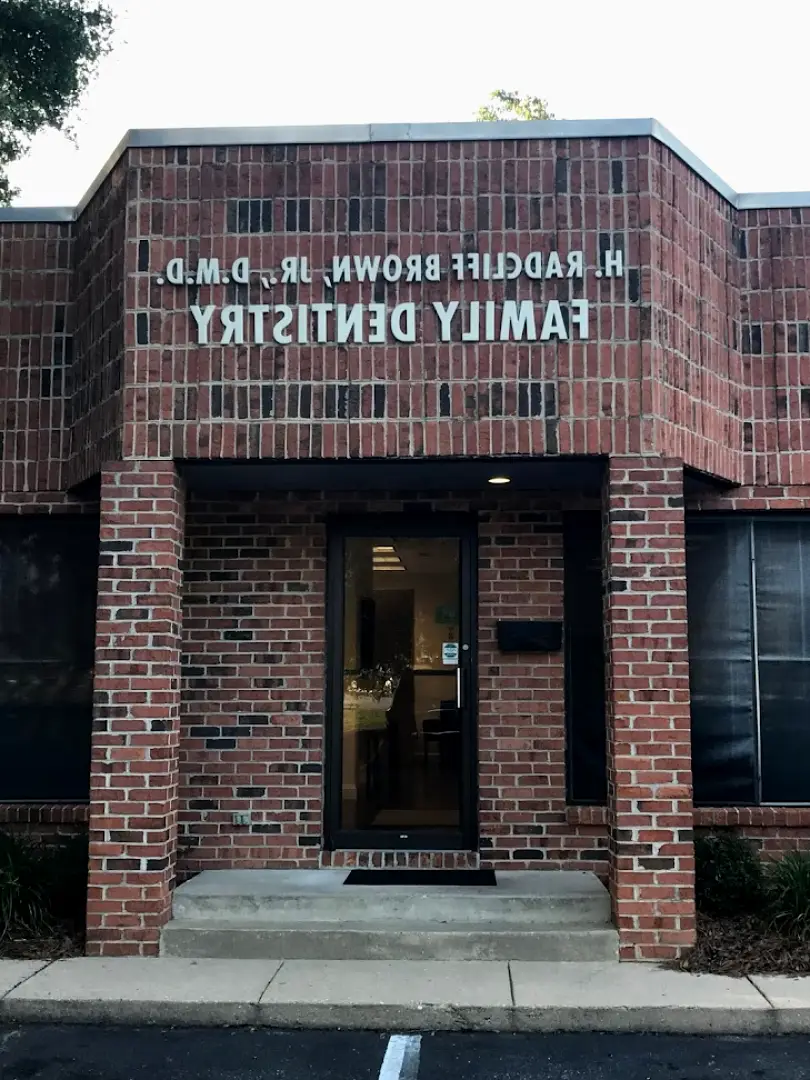 H. RADCLIFF BROWN, JR., D.M.D.
FAMILY DENTISTRY